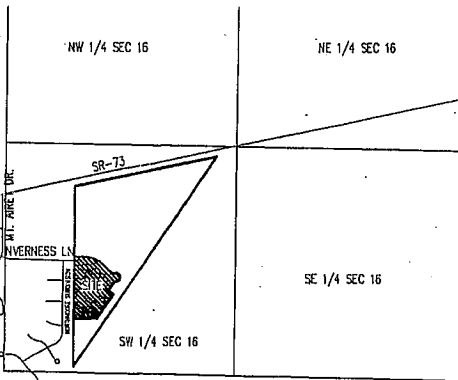 NW 1/4 SEC 16
NE 1/4 SEC 16
SR-73
MT. AIREY DR.
NVERNESS LN
SE 1/4 SEC 16
SW 1/4 SEC 16